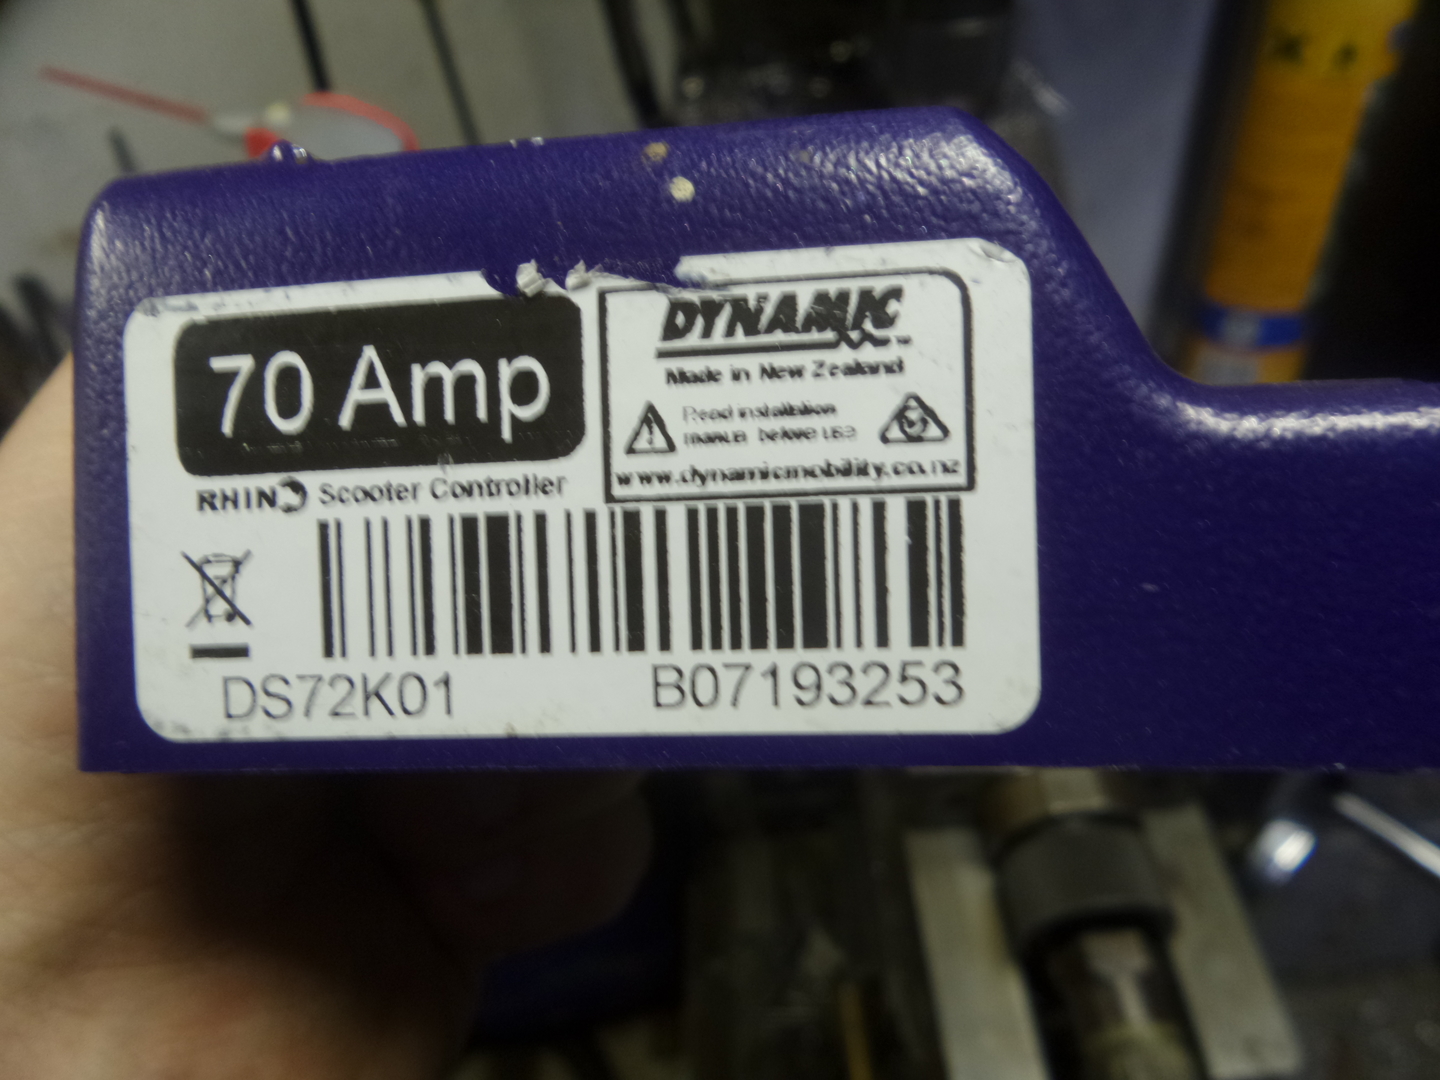 70 Amp
DYNAMIC
Made in New Zealand
Read installation
manual before use
www.dynamicmobility.co.nz
RHINO Scooter Controller
DS72K01
B07193253